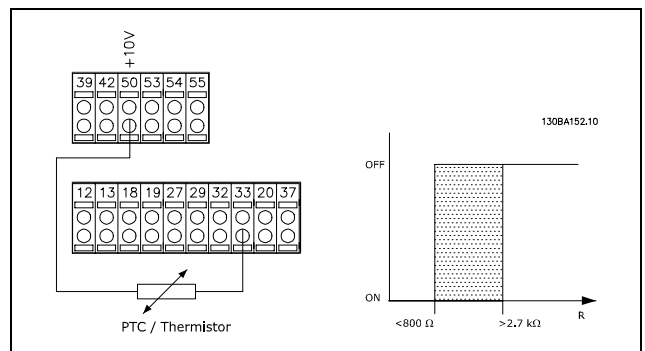 +10V
39 42 50 53 54 55
130BA152.10
OFF
12 13 18 19 27 29 32 33 20 37
ON
<800 Ω
>2.7 kΩ
R
PTC / Thermistor